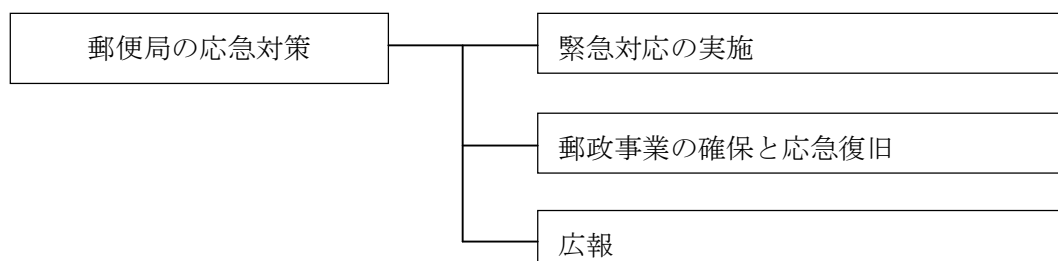 郵便局の応急対策
緊急対応の実施
郵政事業の確保と応急復旧
広報